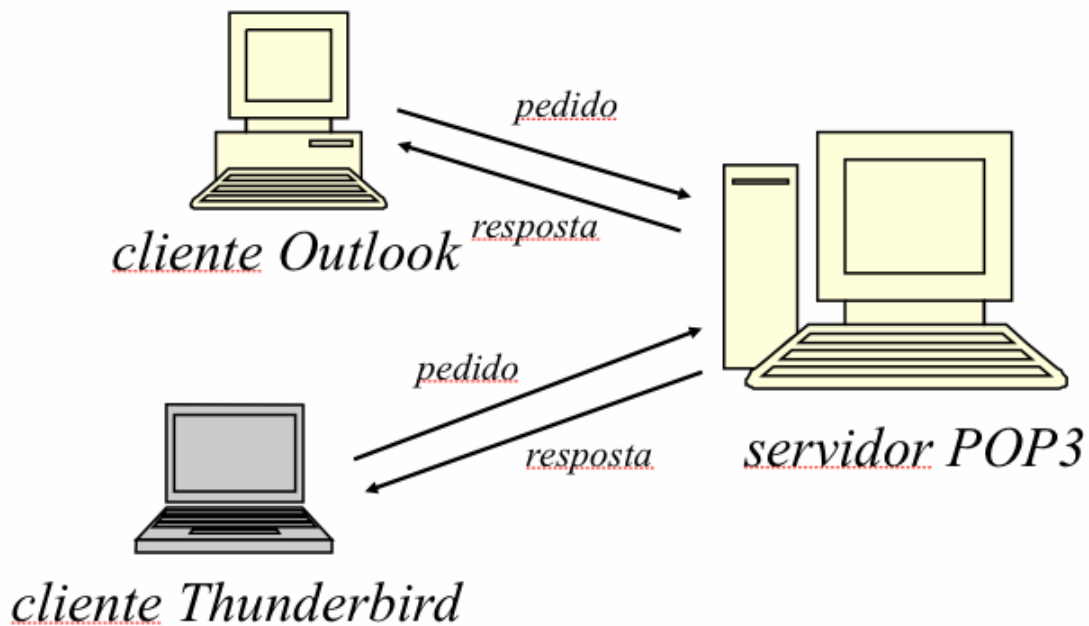 pedido
resposta
cliente Outlook
pedido
resposta
servidor POP3
cliente Thunderbird